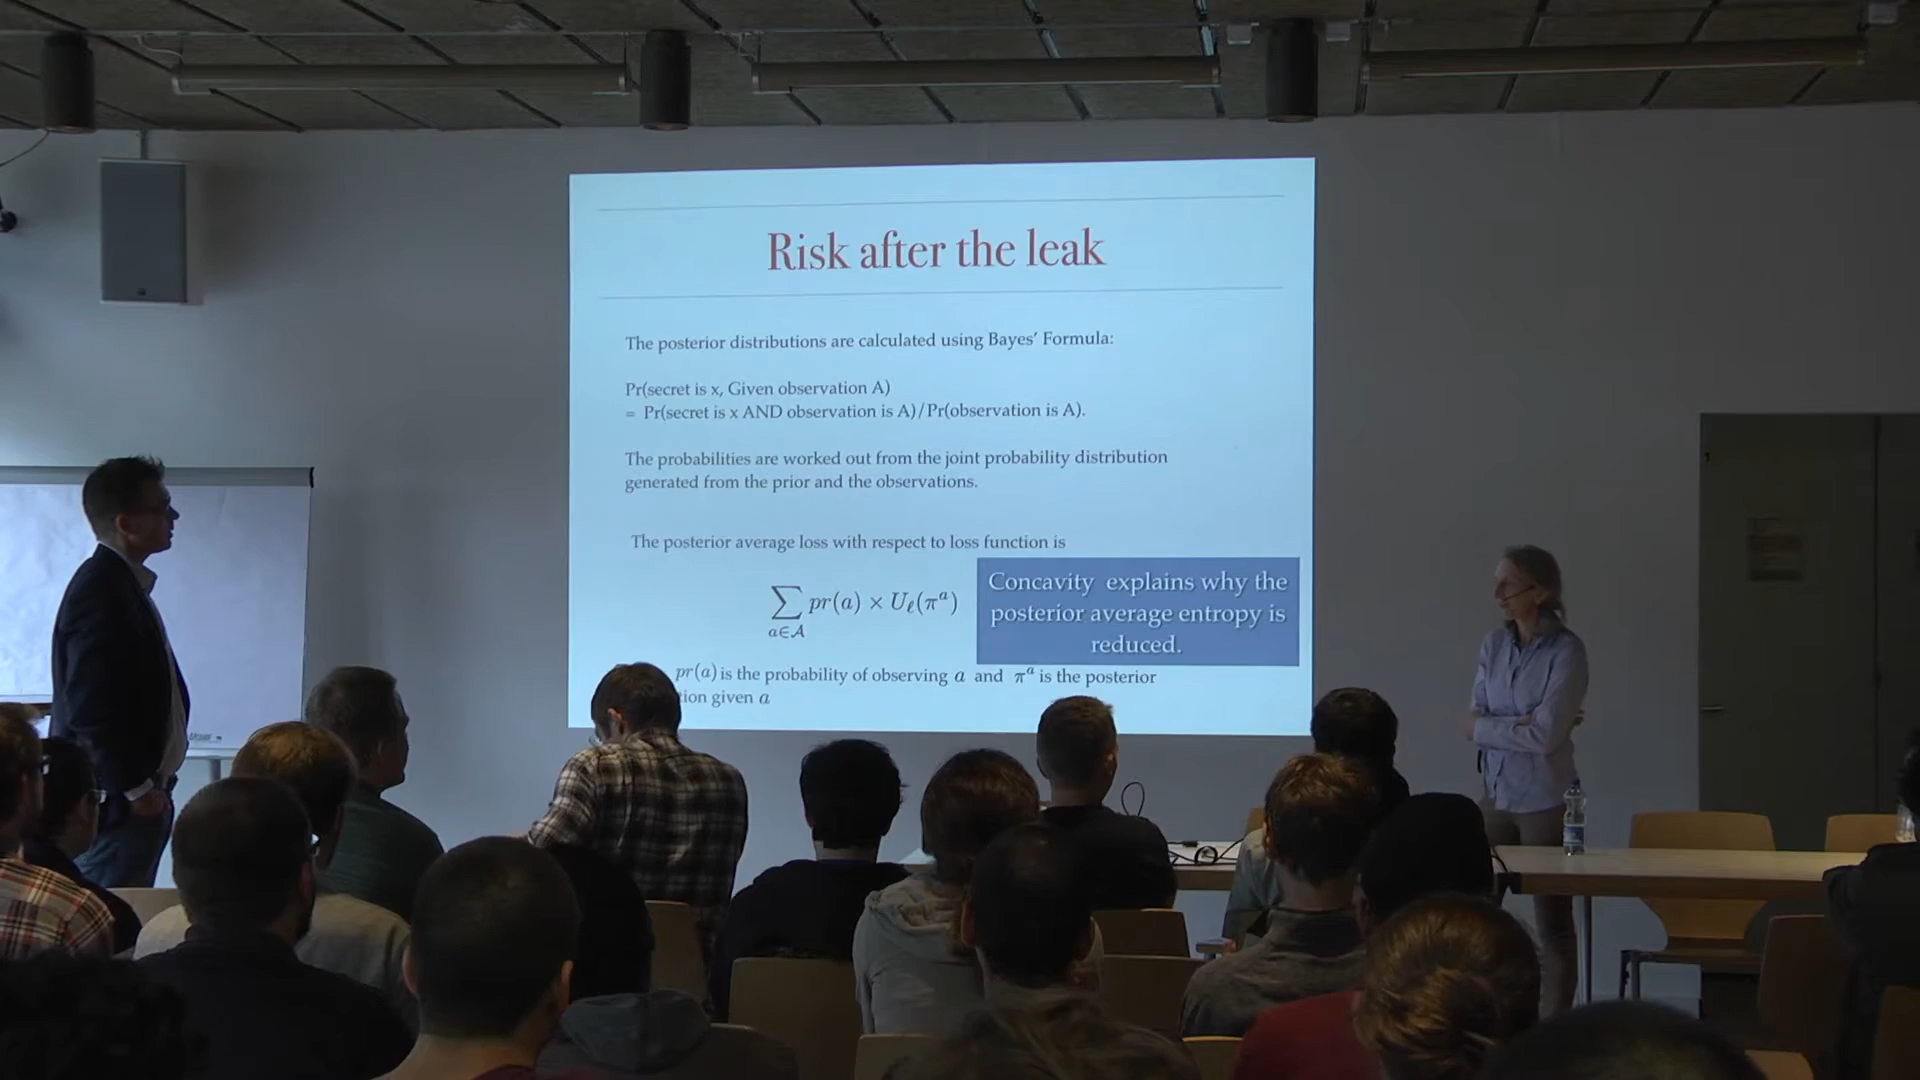 Risk after the leak
The posterior distributions are calculated using Bayes' Formula:
Pr(secret is x, Given observation A)
= Pr(secret is x AND observation is A)/Pr(observation is A).
The probabilities are worked out from the joint probability distribution
generated from the prior and the observations.
The posterior average loss with respect to loss function is
∑ pr(a) × Uℓ(πᵃ)
a∈𝒜
Concavity explains why the
posterior average entropy is
reduced.
pr(a) is the probability of observing a and πᵃ is the posterior
tion given a